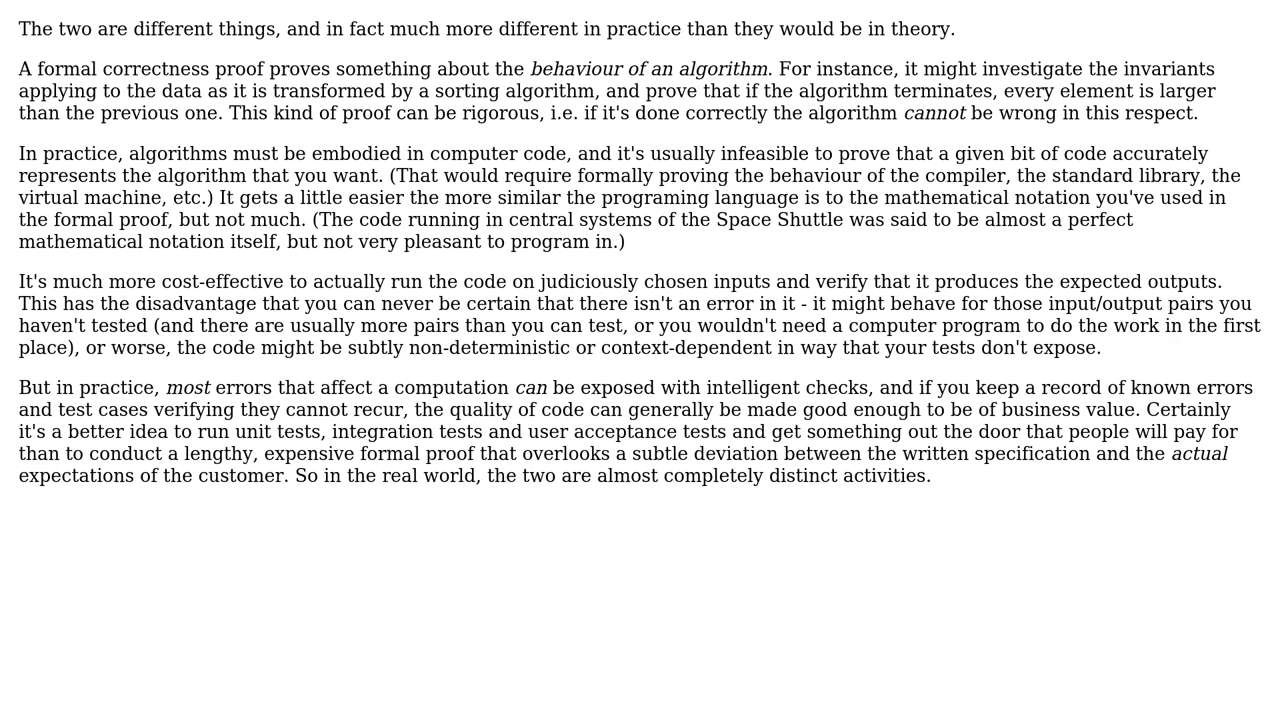 The two are different things, and in fact much more different in practice than they would be in theory.
A formal correctness proof proves something about the behaviour of an algorithm. For instance, it might investigate the invariants
applying to the data as it is transformed by a sorting algorithm, and prove that if the algorithm terminates, every element is larger
than the previous one. This kind of proof can be rigorous, i.e. if it's done correctly the algorithm cannot be wrong in this respect.
In practice, algorithms must be embodied in computer code, and it's usually infeasible to prove that a given bit of code accurately
represents the algorithm that you want. (That would require formally proving the behaviour of the compiler, the standard library, the
virtual machine, etc.) It gets a little easier the more similar the programing language is to the mathematical notation you've used in
the formal proof, but not much. (The code running in central systems of the Space Shuttle was said to be almost a perfect
mathematical notation itself, but not very pleasant to program in.)
It's much more cost-effective to actually run the code on judiciously chosen inputs and verify that it produces the expected outputs.
This has the disadvantage that you can never be certain that there isn't an error in it - it might behave for those input/output pairs you
haven't tested (and there are usually more pairs than you can test, or you wouldn't need a computer program to do the work in the first
place), or worse, the code might be subtly non-deterministic or context-dependent in way that your tests don't expose.
But in practice, most errors that affect a computation can be exposed with intelligent checks, and if you keep a record of known errors
and test cases verifying they cannot recur, the quality of code can generally be made good enough to be of business value. Certainly
it's a better idea to run unit tests, integration tests and user acceptance tests and get something out the door that people will pay for
than to conduct a lengthy, expensive formal proof that overlooks a subtle deviation between the written specification and the actual
expectations of the customer. So in the real world, the two are almost completely distinct activities.